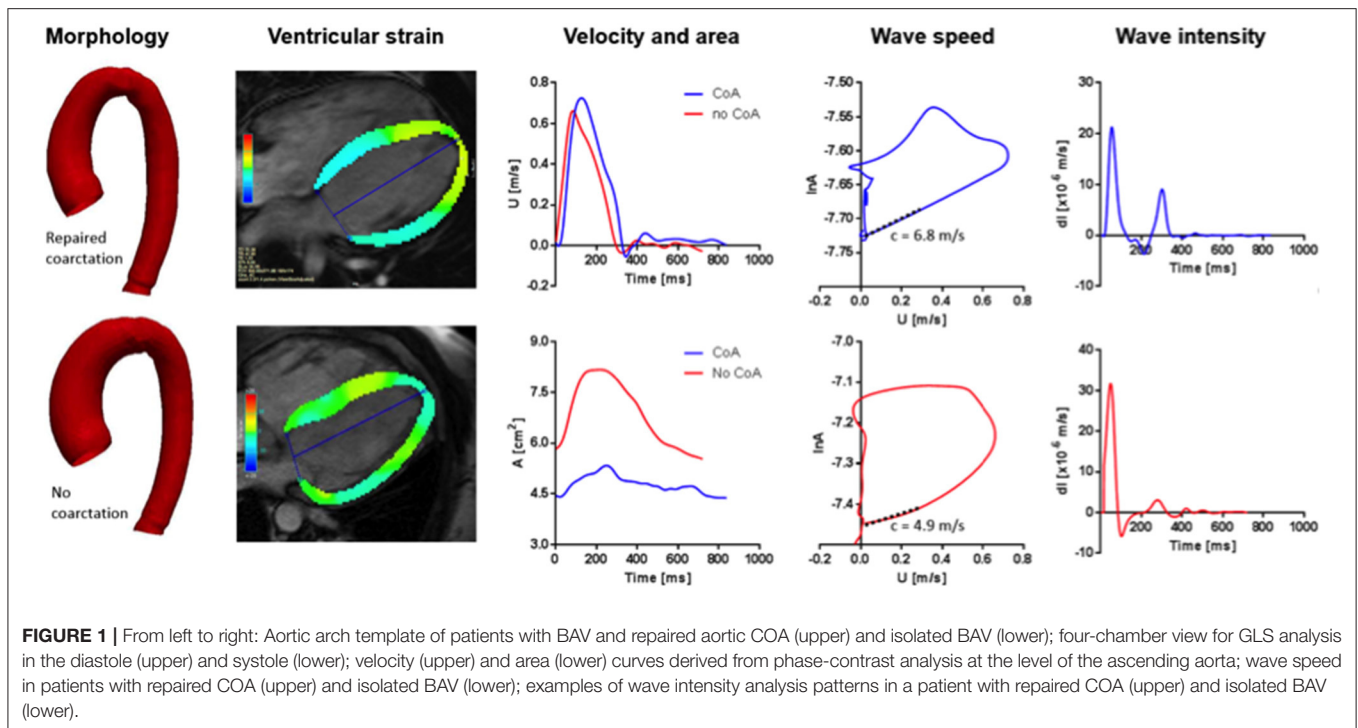 Morphology
Ventricular strain
Velocity and area
Wave speed
Wave intensity
Repaired
coarctation
U [m/s]
0.8
0.6
0.4
0.2
0.0
-0.2
CoA
no CoA
200 400 600 800 1000
Time [ms]
lnA
-7.50
-7.55
-7.60
-7.65
-7.70
-7.75
c = 6.8 m/s
-0.2 0.0 0.2 0.4 0.6 0.8
U [m/s]
dI [x10⁻⁶ m/s]
30
20
10
0
-10
200 400 600 800 1000
Time [ms]
No
coarctation
A [cm²]
9.0
7.5
6.0
4.5
3.0
CoA
No CoA
0 200 400 600 800 1000
Time [ms]
lnA
-7.0
-7.1
-7.2
-7.3
-7.4
c = 4.9 m/s
-0.2 0.0 0.2 0.4 0.6 0.8
U [m/s]
dI [x10⁻⁶ m/s]
40
30
20
10
0
-10
200 400 600 800 1000
Time [ms]
FIGURE 1 | From left to right: Aortic arch template of patients with BAV and repaired aortic COA (upper) and isolated BAV (lower); four-chamber view for GLS analysis
in the diastole (upper) and systole (lower); velocity (upper) and area (lower) curves derived from phase-contrast analysis at the level of the ascending aorta; wave speed
in patients with repaired COA (upper) and isolated BAV (lower); examples of wave intensity analysis patterns in a patient with repaired COA (upper) and isolated BAV
(lower).